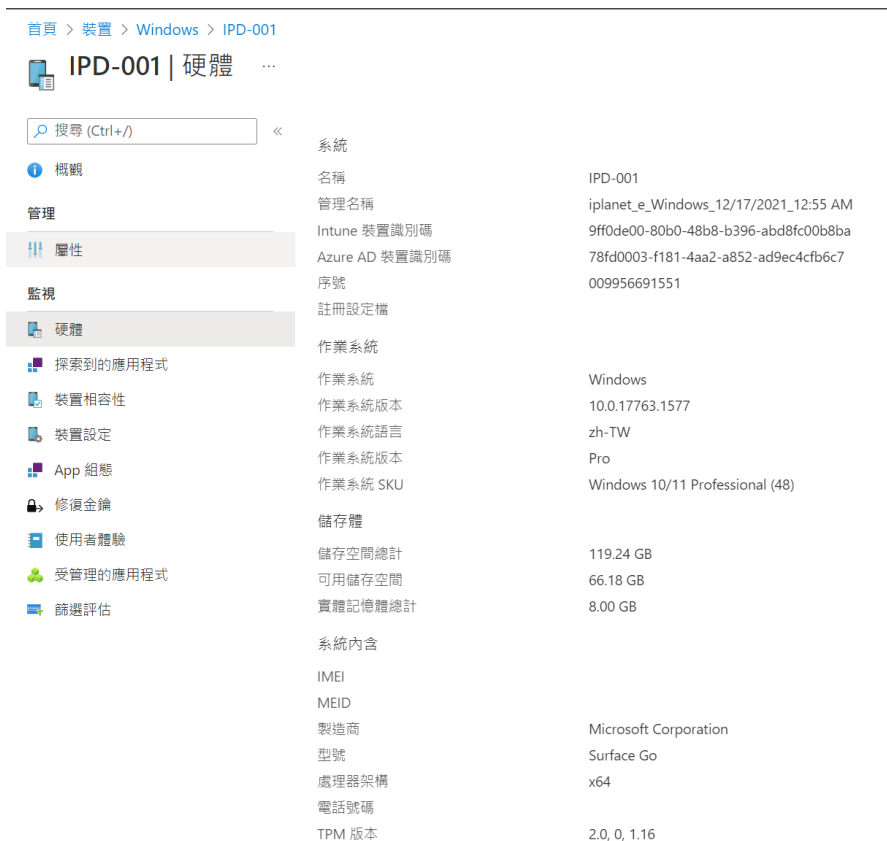 首頁 > 裝置 > Windows > IPD-001
IPD-001 | 硬體 ...
搜尋 (Ctrl+/) «
概觀
管理
屬性
監視
硬體
探索到的應用程式
裝置相容性
裝置設定
App 組態
修復金鑰
使用者體驗
受管理的應用程式
篩選評估
系統
名稱 IPD-001
管理名稱 iplanet_e_Windows_12/17/2021_12:55 AM
Intune 裝置識別碼 9ff0de00-80b0-48b8-b396-abd8fc00b8ba
Azure AD 裝置識別碼 78fd0003-f181-4aa2-a852-ad9ec4cfb6c7
序號 009956691551
註冊設定檔
作業系統
作業系統 Windows
作業系統版本 10.0.17763.1577
作業系統語言 zh-TW
作業系統版本 Pro
作業系統 SKU Windows 10/11 Professional (48)
儲存體
儲存空間總計 119.24 GB
可用儲存空間 66.18 GB
實體記憶體總計 8.00 GB
系統內含
IMEI
MEID
製造商 Microsoft Corporation
型號 Surface Go
處理器架構 x64
電話號碼
TPM 版本 2.0, 0, 1.16